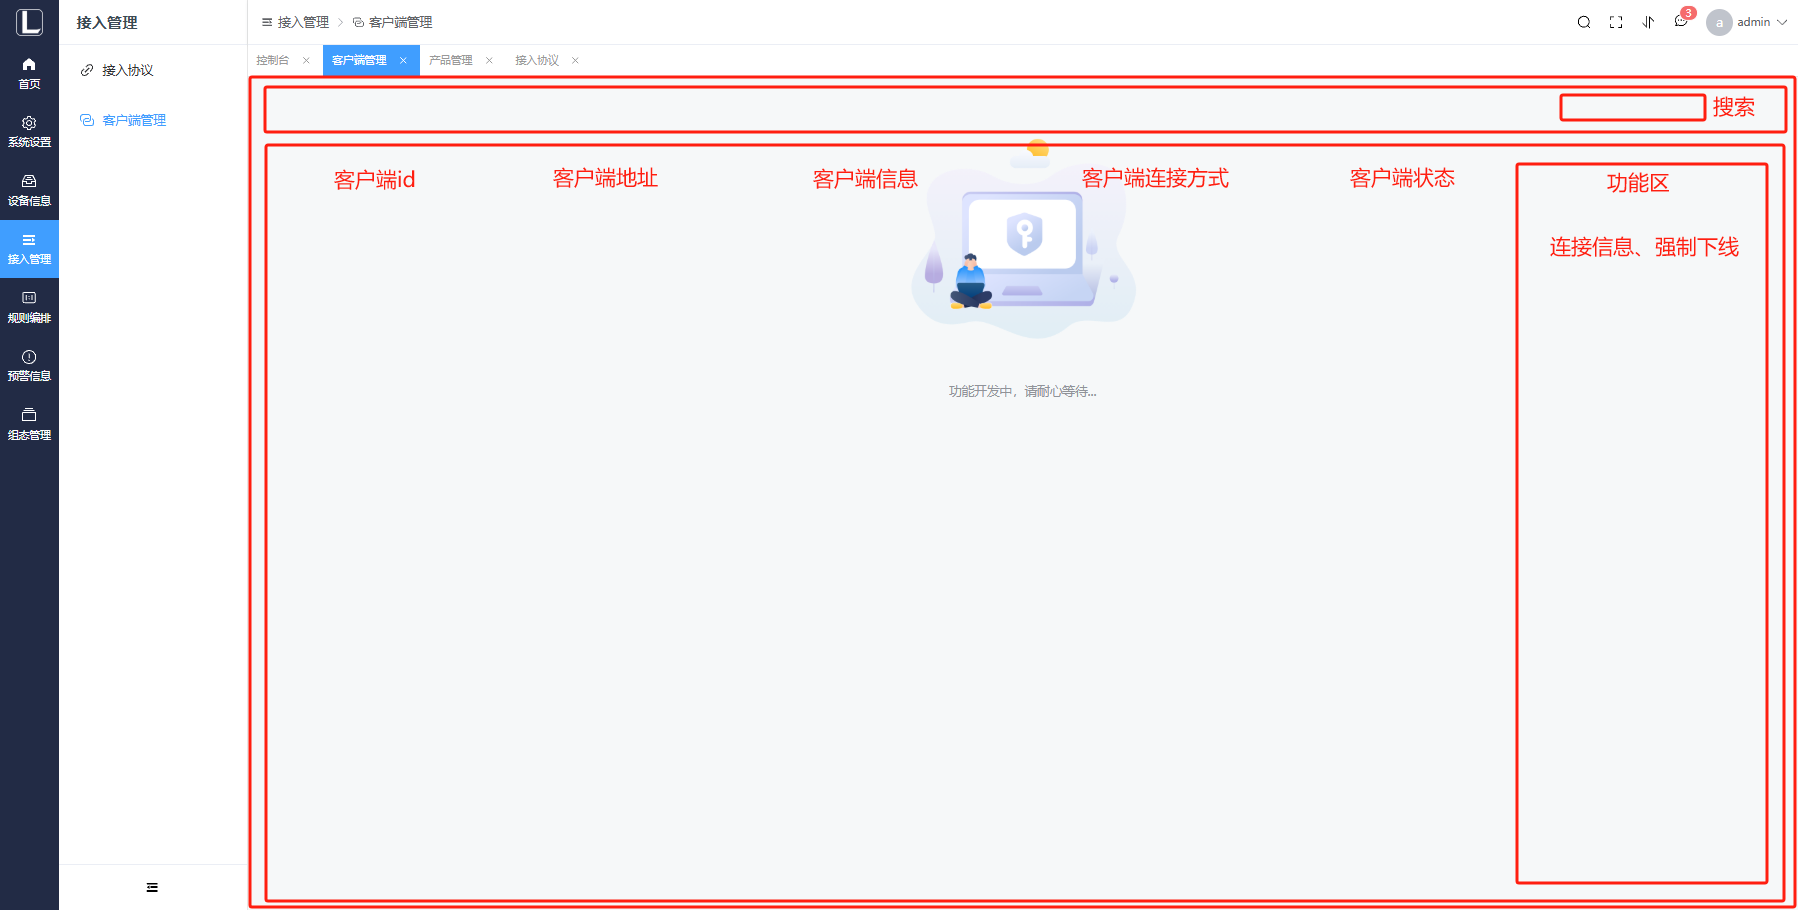 L
接入管理
接入管理 > 客户端管理
3
a admin
首页
系统设置
设备信息
接入管理
规则编排
预警信息
组态管理
接入协议
客户端管理
控制台 × 客户端管理 × 产品管理 × 接入协议 ×
搜索
客户端id 客户端地址 客户端信息 客户端连接方式 客户端状态 功能区
连接信息、强制下线
功能开发中，请耐心等待...